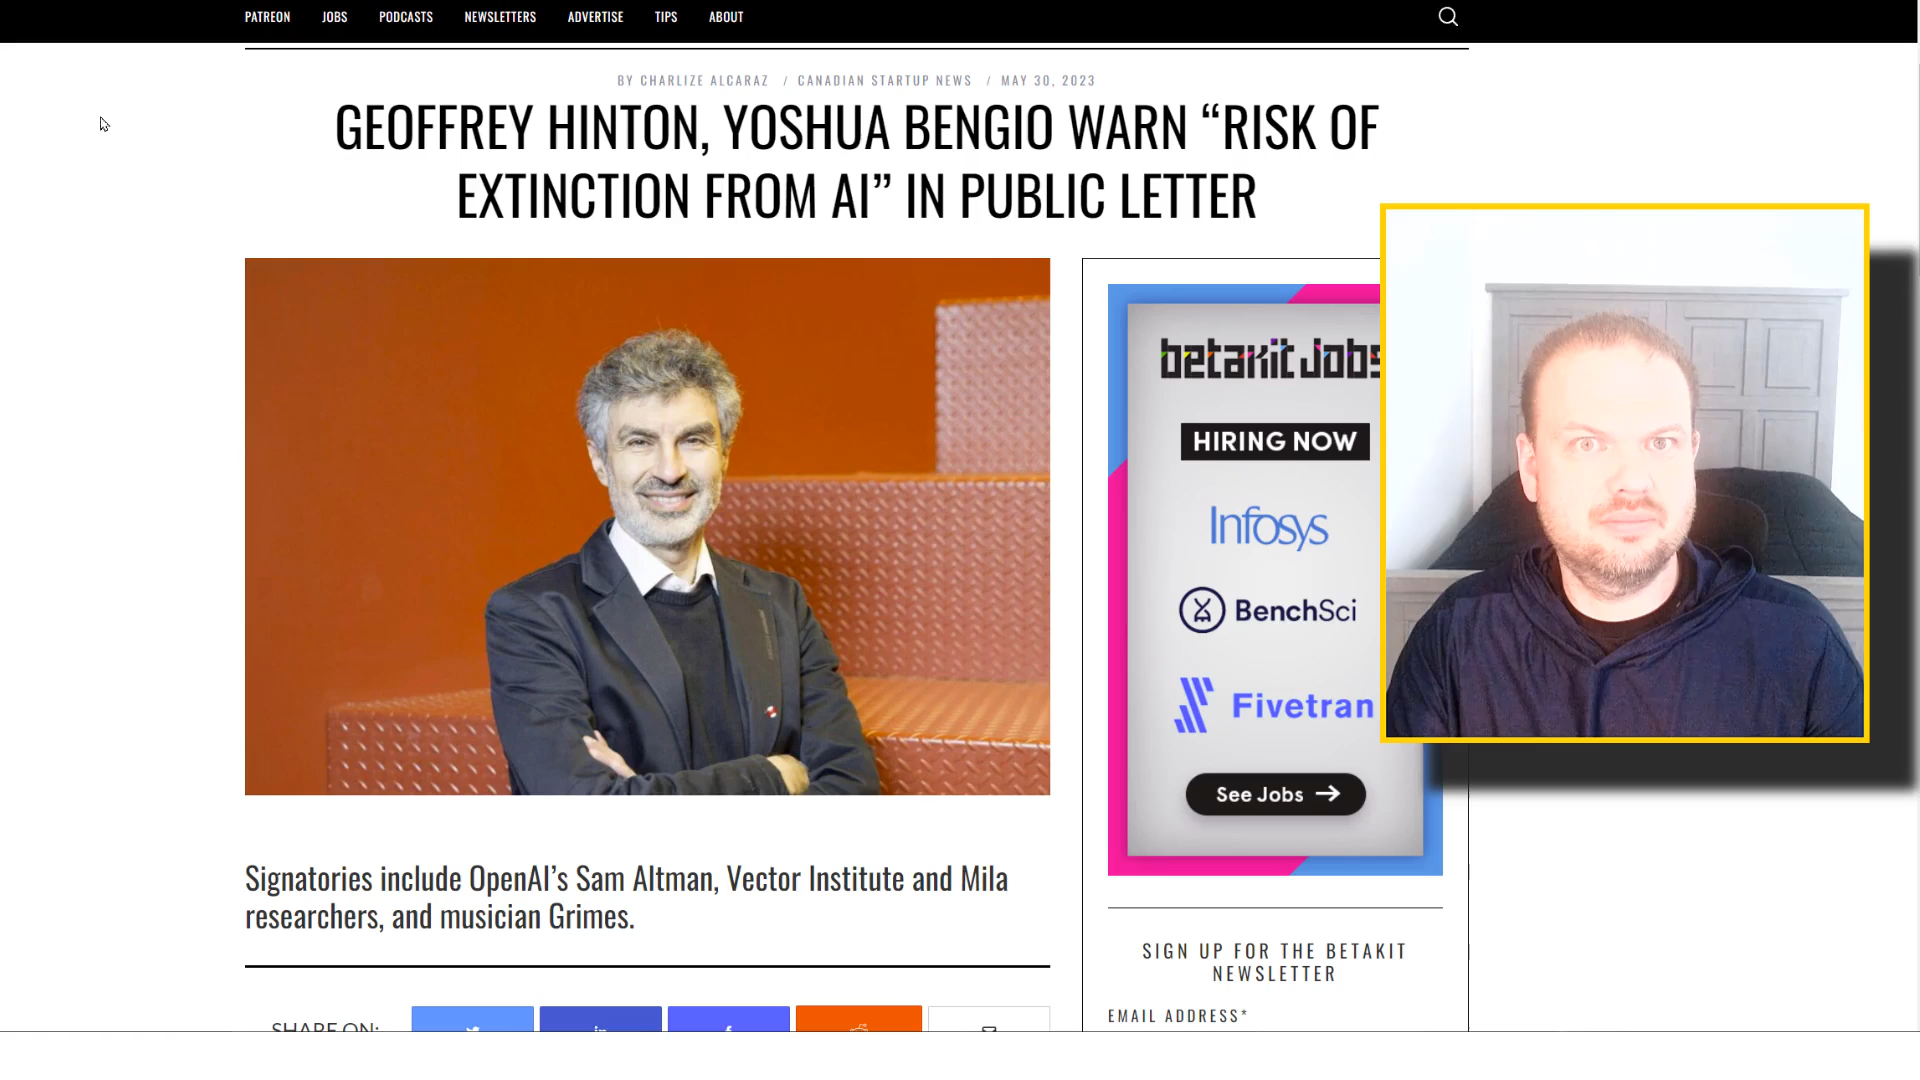 PATREON JOBS PODCASTS NEWSLETTERS ADVERTISE TIPS ABOUT
BY CHARLIZE ALCARAZ / CANADIAN STARTUP NEWS / MAY 30, 2023
GEOFFREY HINTON, YOSHUA BENGIO WARN “RISK OF
EXTINCTION FROM AI” IN PUBLIC LETTER
betakit Jobs
HIRING NOW
Infosys
BenchSci
Fivetran
See Jobs →
Signatories include OpenAI’s Sam Altman, Vector Institute and Mila
researchers, and musician Grimes.
SIGN UP FOR THE BETAKIT
NEWSLETTER
EMAIL ADDRESS*
SHARE ON: